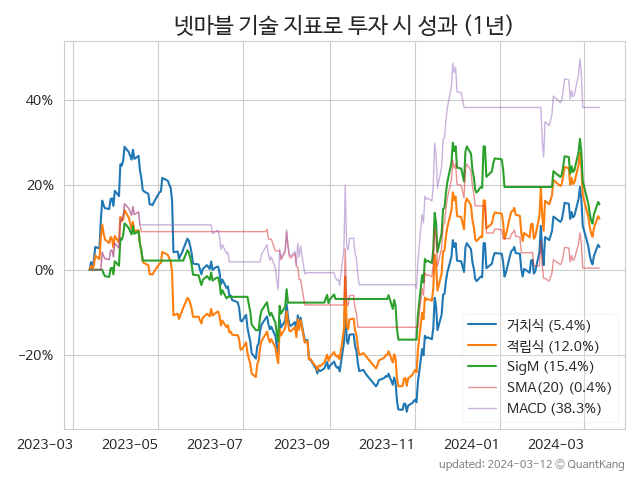 넷마블 기술 지표로 투자 시 성과 (1년)
40%
20%
0%
−20%
거치식 (5.4%)
적립식 (12.0%)
SigM (15.4%)
SMA(20) (0.4%)
MACD (38.3%)
2023-03 2023-05 2023-07 2023-09 2023-11 2024-01 2024-03
updated: 2024-03-12 © QuantKang